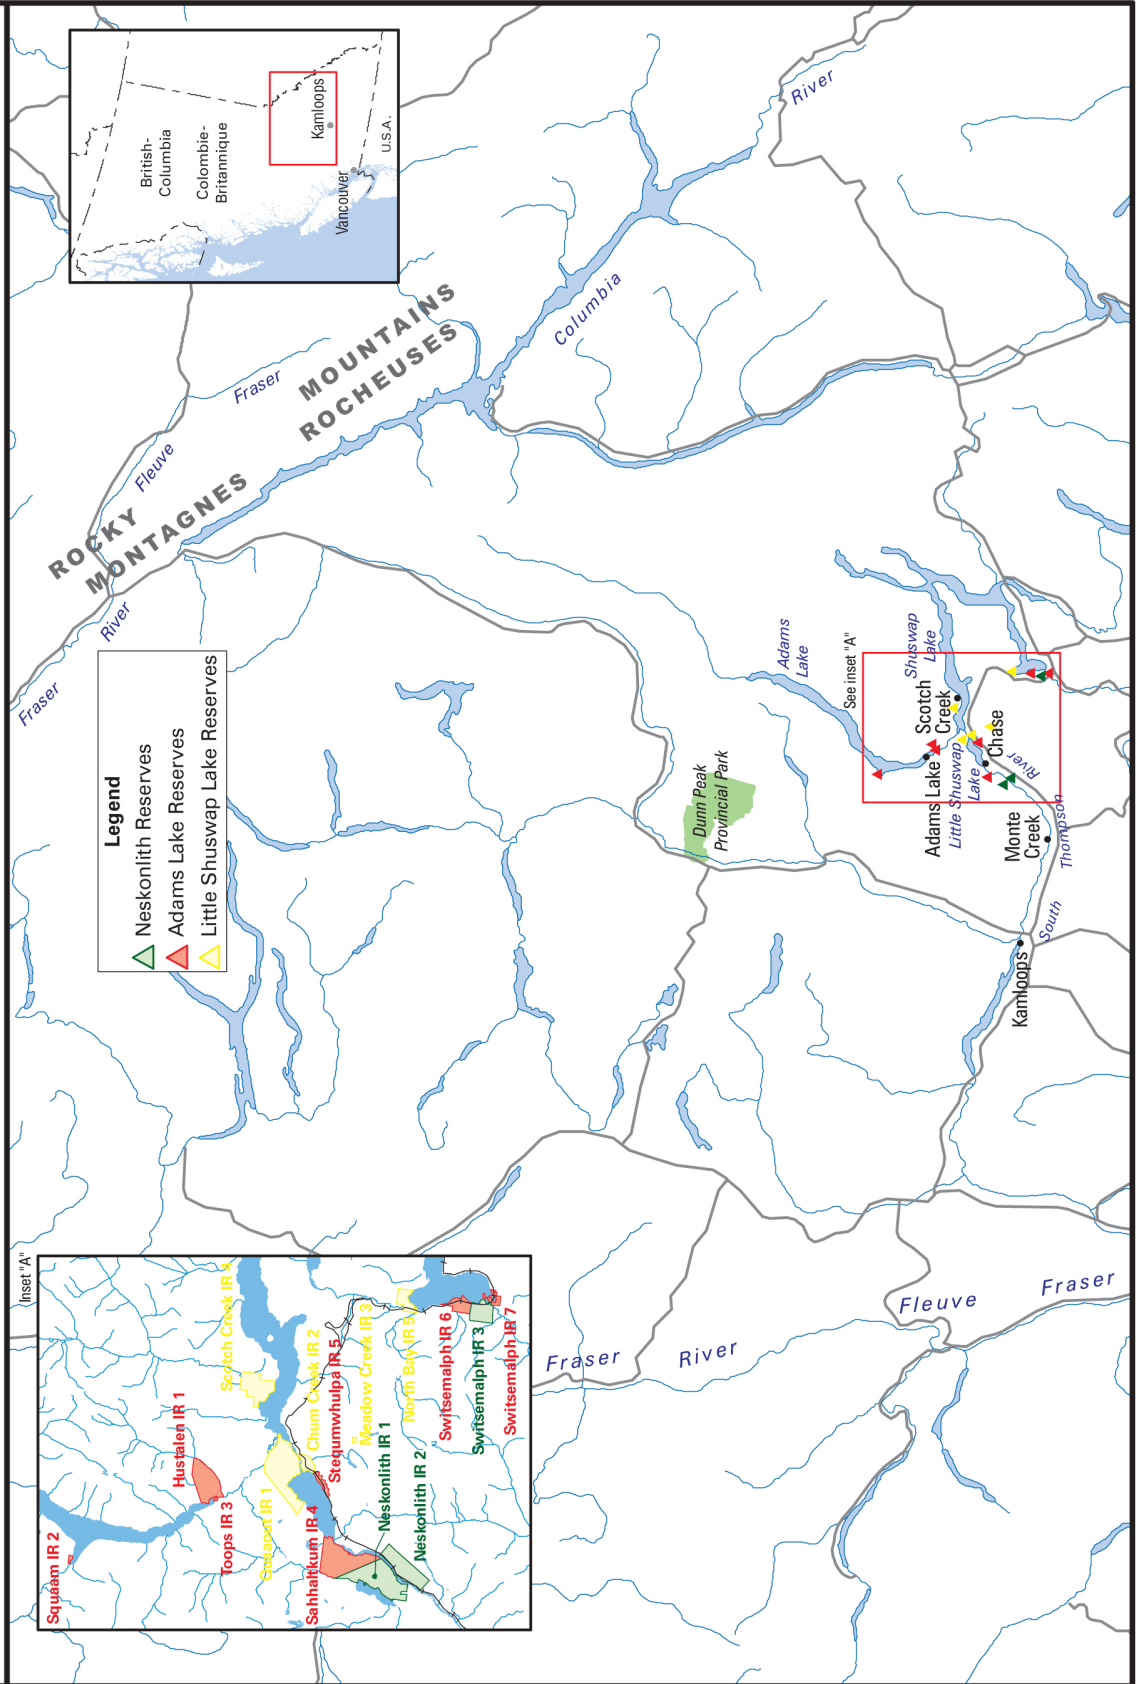 Inset "A"
Squaam IR 2
Hustalen IR 1
Toops IR 3
Scotch Creek IR 4
Quaaout IR 1
Chum Creek IR 2
Sahhaltkum IR 4
Stequmwhulpa IR 5
Meadow Creek IR 3
Neskonlith IR 1
North Bay IR 5
Neskonlith IR 2
Switsemalph IR 6
Switsemalph IR 3
Switsemalph IR 7
Legend
Neskonlith Reserves
Adams Lake Reserves
Little Shuswap Lake Reserves
British-
Columbia
Colombie-
Britannique
Kamloops
Vancouver
U.S.A.
ROCKY
MOUNTAINS
MONTAGNES
ROCHEUSES
Fraser
River
Fleuve
Fraser
Columbia
River
Dunn Peak
Provincial Park
Adams
Lake
See inset "A"
Shuswap
Lake
Scotch
Creek
Adams Lake
Little Shuswap
Lake
Chase
River
Monte
Creek
Thompson
South
Kamloops
Fraser
River
Fleuve
Fraser